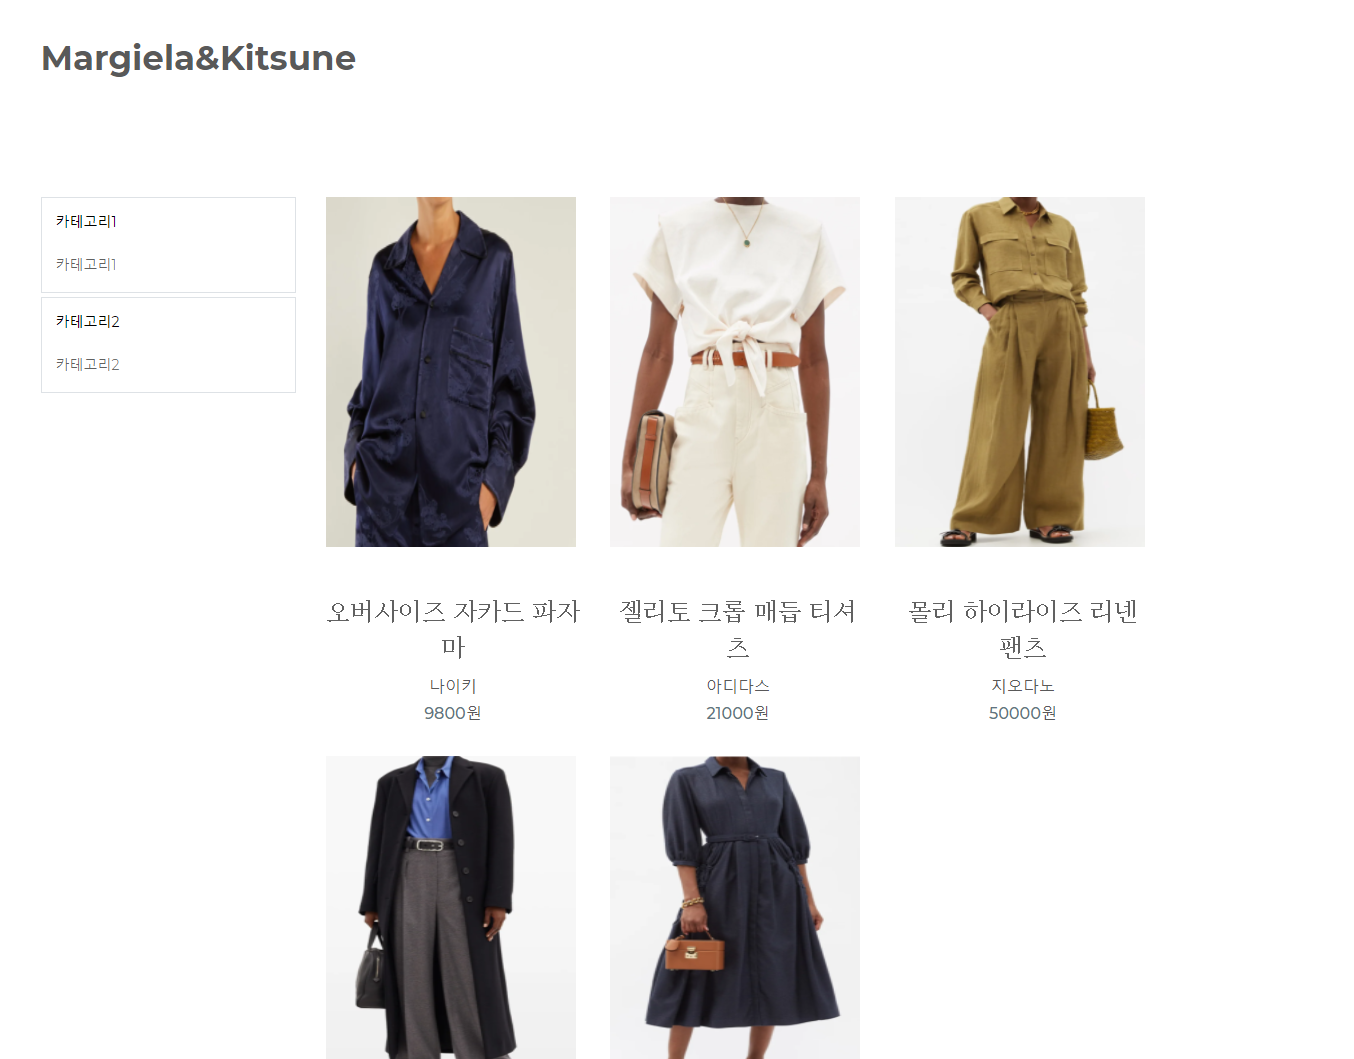 Margiela&Kitsune
카테고리1
카테고리1
카테고리2
카테고리2
오버사이즈 자카드 파자
마
나이키
9800원
젤리토 크롭 매듭 티셔
츠
아디다스
21000원
몰리 하이라이즈 리넨
팬츠
지오다노
50000원